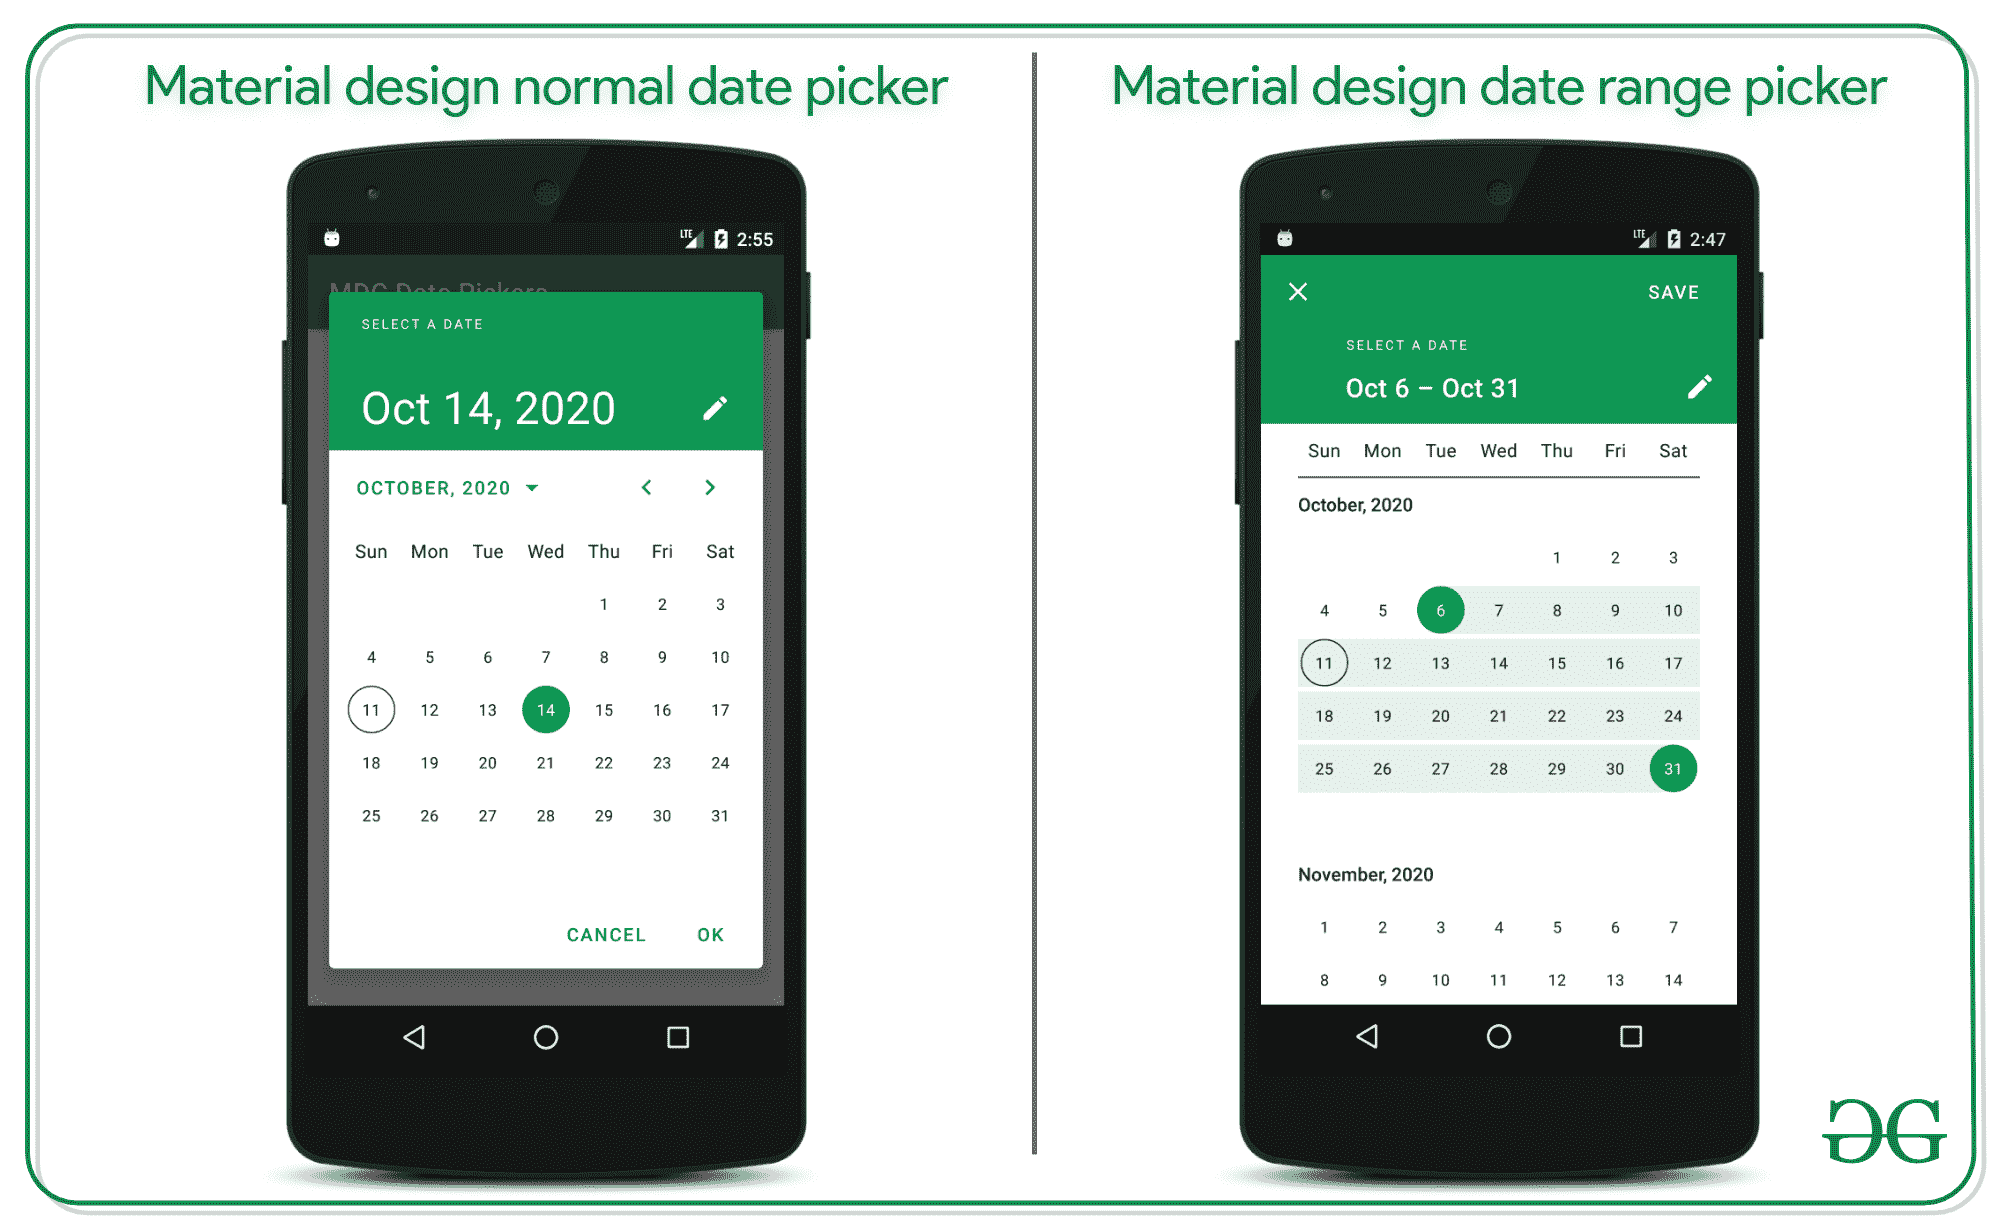 Material design normal date picker
LTE 2:55
MDC Date Pickers
SELECT A DATE
Oct 14, 2020
OCTOBER, 2020
Sun Mon Tue Wed Thu Fri Sat
1 2 3
4 5 6 7 8 9 10
11 12 13 14 15 16 17
18 19 20 21 22 23 24
25 26 27 28 29 30 31
CANCEL OK
Material design date range picker
LTE 2:47
SAVE
SELECT A DATE
Oct 6 – Oct 31
Sun Mon Tue Wed Thu Fri Sat
October, 2020
1 2 3
4 5 6 7 8 9 10
11 12 13 14 15 16 17
18 19 20 21 22 23 24
25 26 27 28 29 30 31
November, 2020
1 2 3 4 5 6 7
8 9 10 11 12 13 14